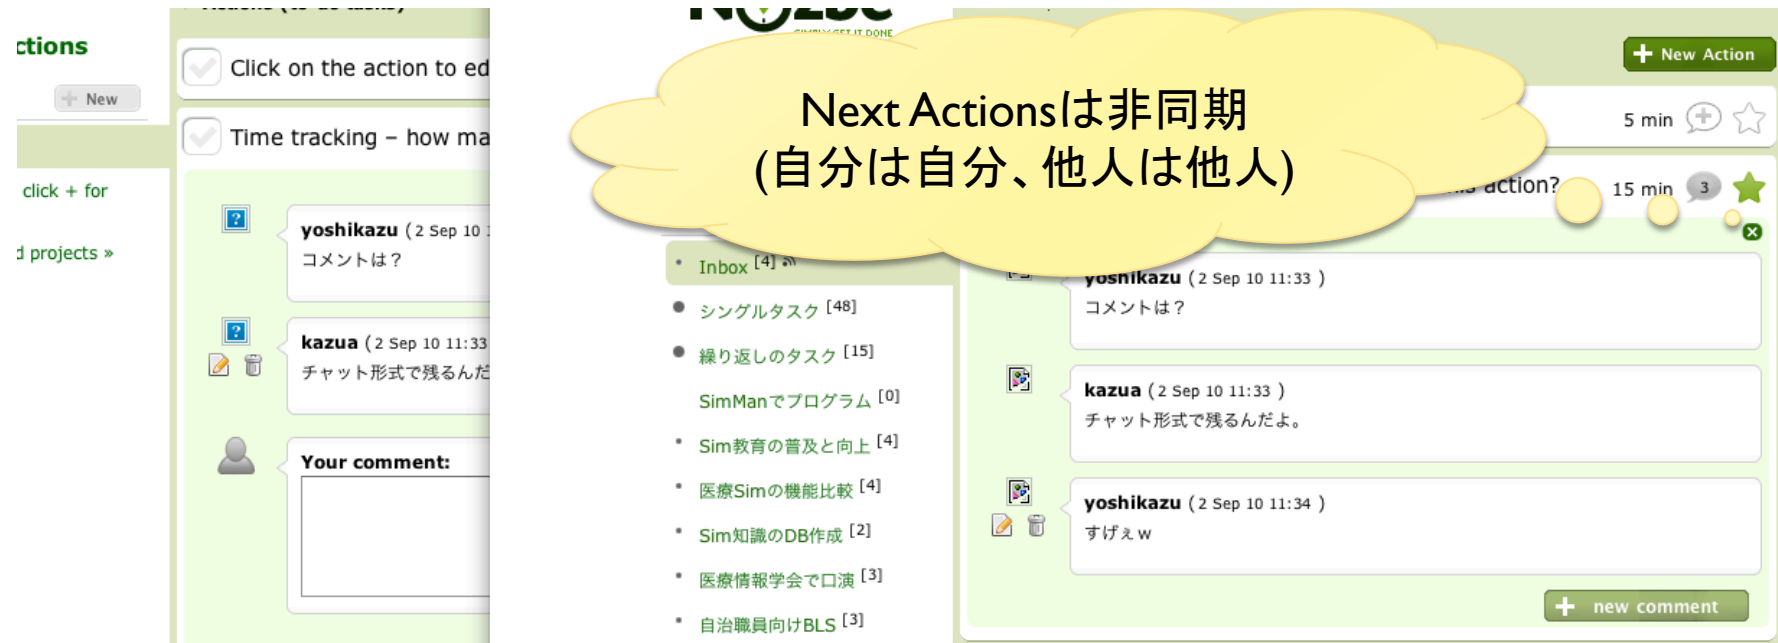 Actions (to-do tasks)
ctions
New
click + for
d projects »
Click on the action to ed
Time tracking – how ma
yoshikazu ( 2 Sep 10
コメントは？
kazua ( 2 Sep 10 11:33
チャット形式で残るんだ
Your comment:
Nozbe
SIMPLY GET IT DONE
Next Actionsは非同期
(自分は自分、他人は他人)
Inbox [4]
シングルタスク [48]
繰り返しのタスク [15]
SimManでプログラム [0]
Sim教育の普及と向上 [4]
医療Simの機能比較 [4]
Sim知識のDB作成 [2]
医療情報学会で口演 [3]
自治職員向けBLS [3]
New Action
5 min
this action?
15 min 3
yoshikazu ( 2 Sep 10 11:33 )
コメントは？
kazua ( 2 Sep 10 11:33 )
チャット形式で残るんだよ。
yoshikazu ( 2 Sep 10 11:34 )
すげぇｗ
new comment